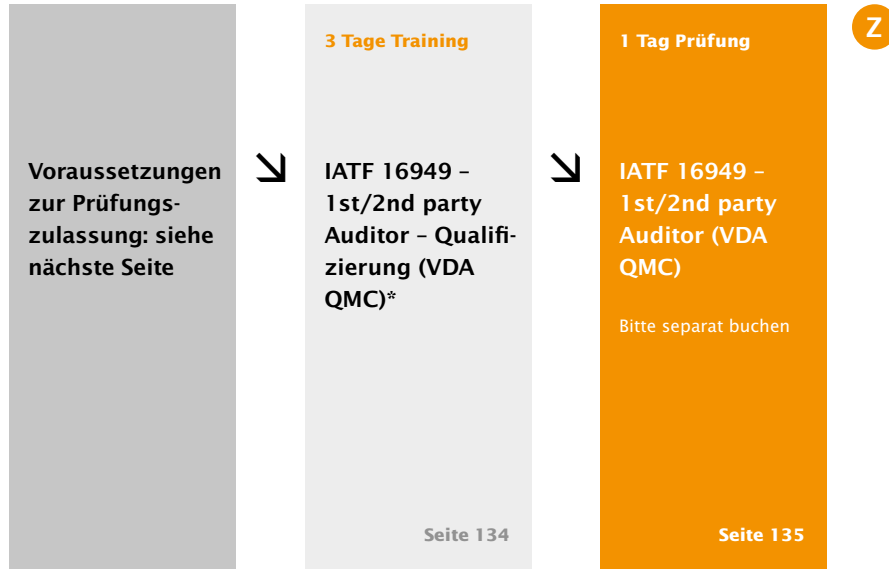 Voraussetzungen
zur Prüfungs-
zulassung: siehe
nächste Seite
3 Tage Training
IATF 16949 –
1st/2nd party
Auditor – Qualifi-
zierung (VDA
QMC)*
Seite 134
1 Tag Prüfung
IATF 16949 –
1st/2nd party
Auditor (VDA
QMC)
Bitte separat buchen
Seite 135
Z